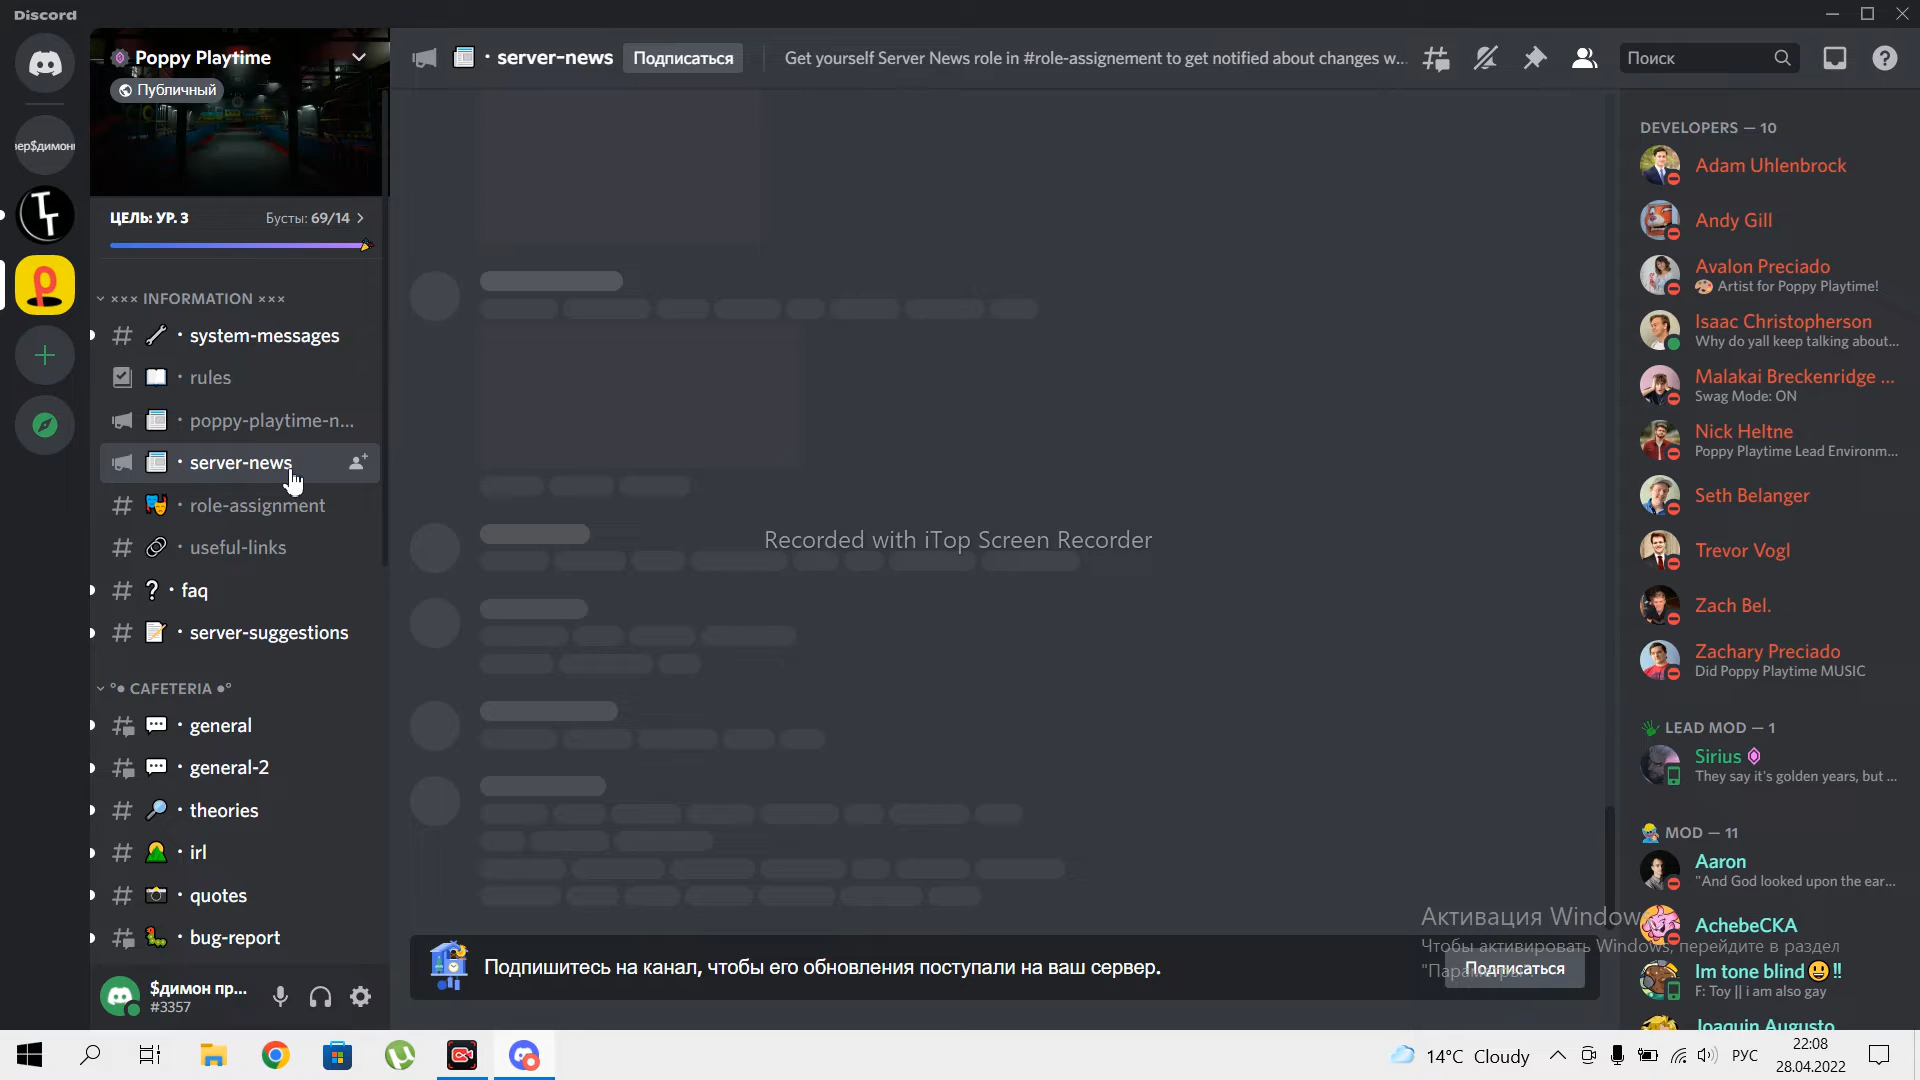 Discord
Poppy Playtime
Публичный
ЦЕЛЬ: УР. 3
Бусты: 69/14
××× INFORMATION ×××
system-messages
rules
poppy-playtime-n...
server-news
role-assignment
useful-links
faq
server-suggestions
°• CAFETERIA •°
general
general-2
theories
irl
quotes
bug-report
$димон пр...
#3357
server-news
Подписаться
Get yourself Server News role in #role-assignement to get notified about changes w...
Поиск
Recorded with iTop Screen Recorder
Подпишитесь на канал, чтобы его обновления поступали на ваш сервер.
Подписаться
DEVELOPERS — 10
Adam Uhlenbrock
Andy Gill
Avalon Preciado
🎨 Artist for Poppy Playtime!
Isaac Christopherson
Why do yall keep talking about...
Malakai Breckenridge ...
Swag Mode: ON
Nick Heltne
Poppy Playtime Lead Environm...
Seth Belanger
Trevor Vogl
Zach Bel.
Zachary Preciado
Did Poppy Playtime MUSIC
LEAD MOD — 1
Sirius
They say it's golden years, but ...
MOD — 11
Aaron
"And God looked upon the ear...
AchebeCKA
Im tone blind😃‼
F: Toy || i am also gay
Joaquin Augusto
Активация Window
Чтобы активировать Windows, перейдите в раздел
14°C Cloudy
РУС
22:08
28.04.2022